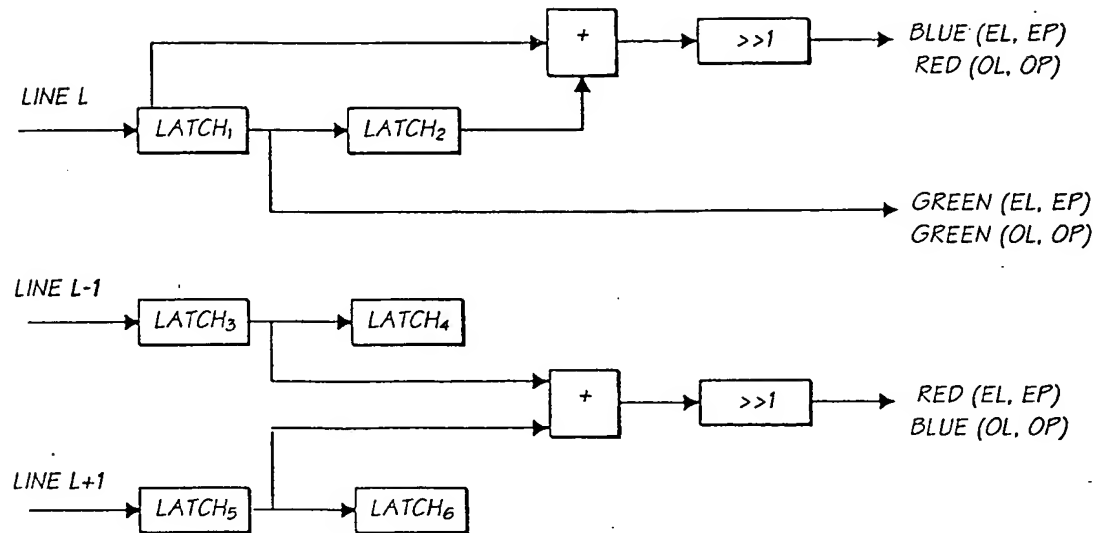 +
>>1
BLUE (EL, EP)
RED (OL, OP)
LINE L
LATCH₁
LATCH₂
GREEN (EL, EP)
GREEN (OL, OP)
LINE L-1
LATCH₃
LATCH₄
+
>>1
RED (EL, EP)
BLUE (OL, OP)
LINE L+1
LATCH₅
LATCH₆